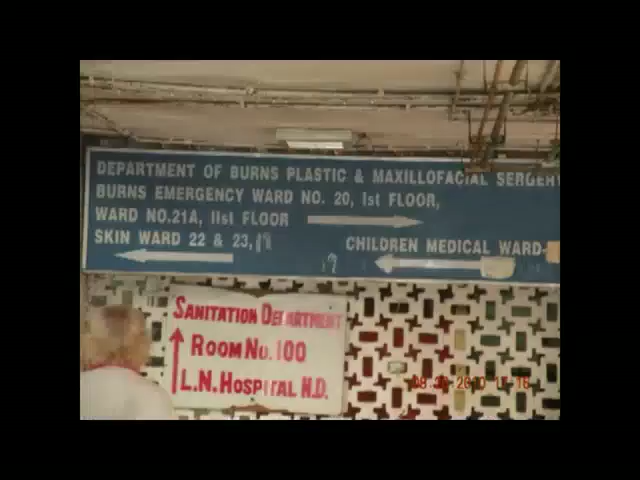 DEPARTMENT OF BURNS PLASTIC & MAXILLOFACIAL SERGERY
BURNS EMERGENCY WARD NO. 20, Ist FLOOR,
WARD NO.21A, IIst FLOOR
SKIN WARD 22 & 23,
CHILDREN MEDICAL WARD-
SANITATION DEPARTMENT
ROOM NO. 100
L.N. HOSPITAL N.D.